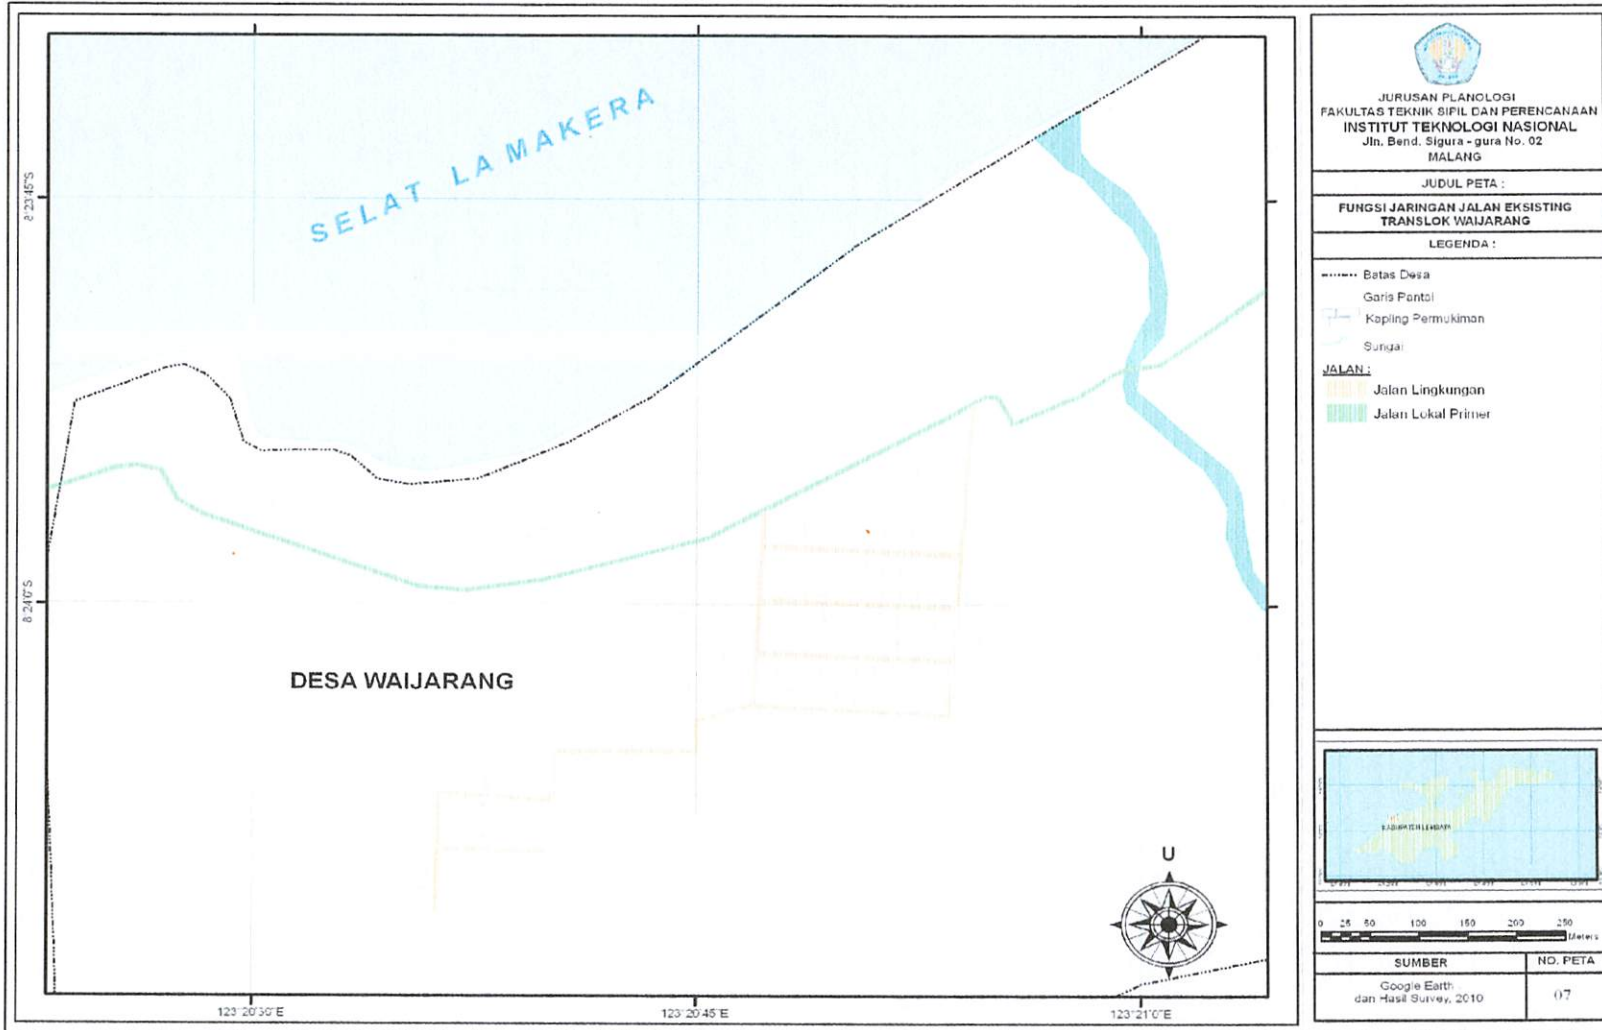 SELAT LA MAKERA
8°23'45"S
8°24'0"S
DESA WAIJARANG
U
123°20'30"E
123°20'45"E
123°21'0"E
JURUSAN PLANOLOGI
FAKULTAS TEKNIK SIPIL DAN PERENCANAAN
INSTITUT TEKNOLOGI NASIONAL
Jln. Bend. Sigura - gura No. 02
MALANG
JUDUL PETA :
FUNGSI JARINGAN JALAN EKSISTING
TRANSLOK WAIJARANG
LEGENDA :
Batas Desa
Garis Pantai
Kapling Permukiman
Sungai
JALAN :
Jalan Lingkungan
Jalan Lokal Primer
KABUPATEN LEMBATA
0 25 50 100 150 200 250
Meters
SUMBER
NO. PETA
Google Earth
dan Hasil Survey, 2010
07